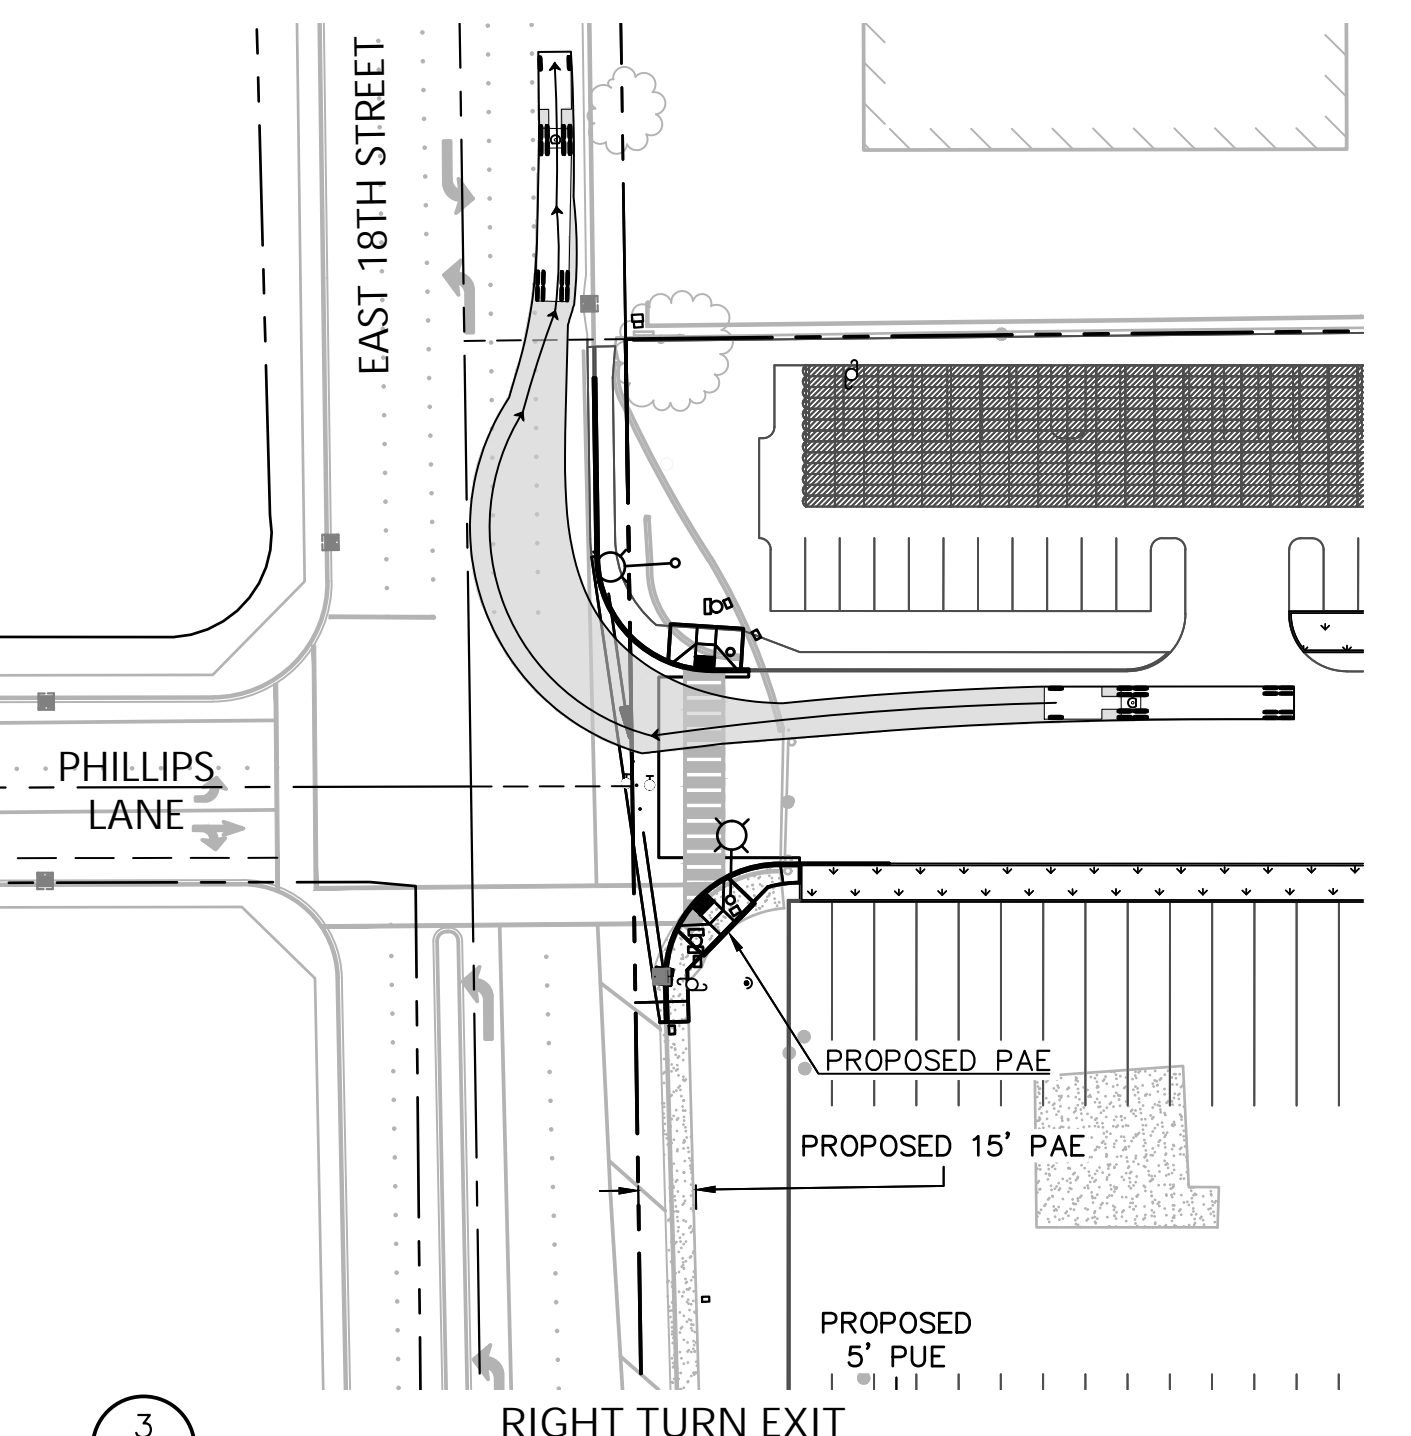 EAST 18TH STREET
PHILLIPS
LANE
PROPOSED PAE
PROPOSED 15' PAE
PROPOSED
5' PUE
3
RIGHT TURN EXIT